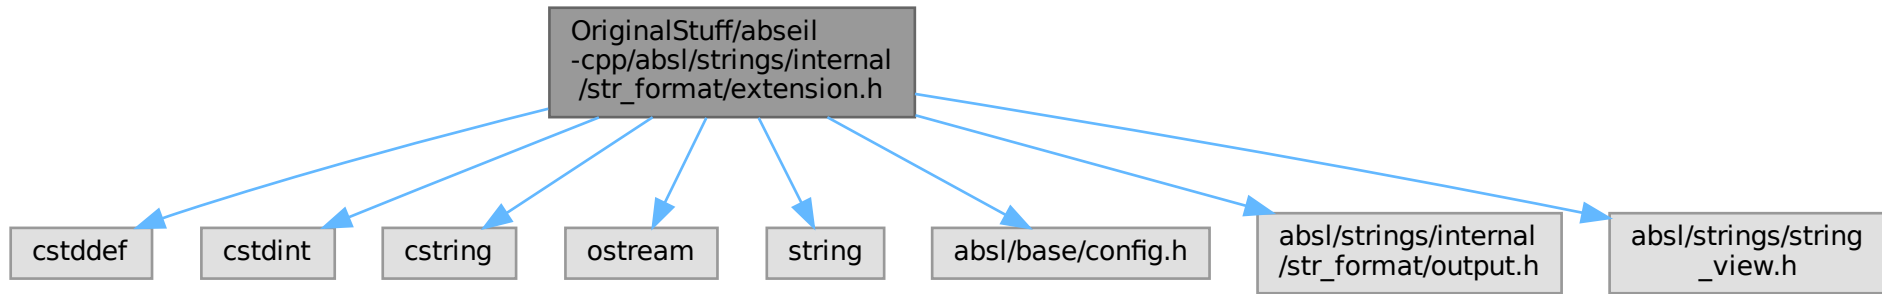 OriginalStuff/abseil
-cpp/absl/strings/internal
/str_format/extension.h
cstddef
cstdint
cstring
ostream
string
absl/base/config.h
absl/strings/internal
/str_format/output.h
absl/strings/string
_view.h